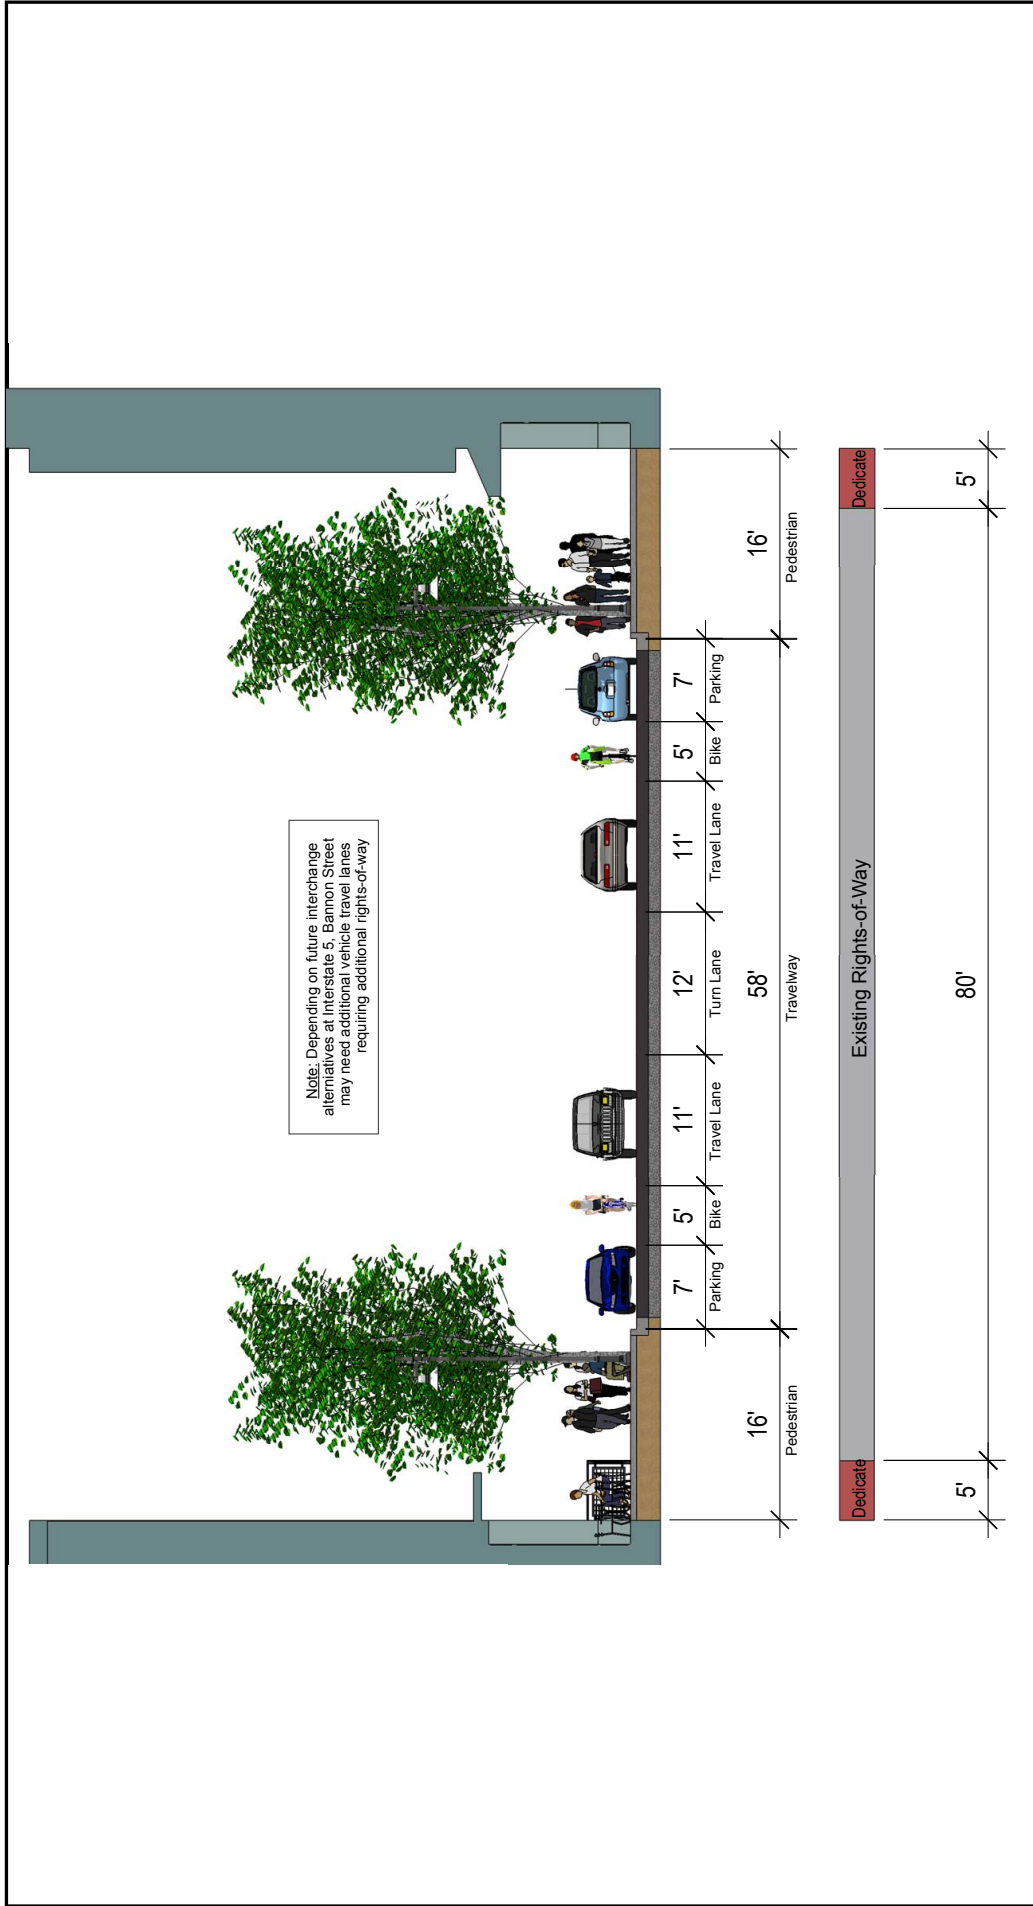 Note: Depending on future interchange
alterniatives at Interstate 5, Bannon Street
may need additional vehicle travel lanes
requiring additional rights-of-way
7' 5' 11' 12' 11' 5' 7'
Parking Bike Travel Lane Turn Lane Travel Lane Bike Parking
16' 58' 16'
Pedestrian Travelway Pedestrian
Dedicate Existing Rights-of-Way Dedicate
5' 80' 5'